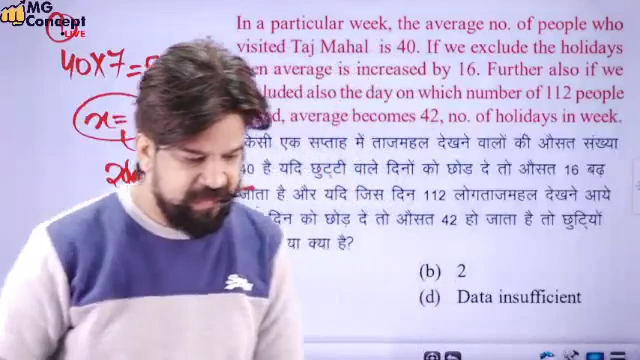 MG
Concept
LIVE
40×7=
x=
In a particular week, the average no. of people who
visited Taj Mahal is 40. If we exclude the holidays
average is increased by 16. Further also if we
also the day on which number of 112 people
average becomes 42, no. of holidays in week.
एक सप्ताह में ताजमहल देखने वालों की औसत संख्या
40 है यदि छुट्टी वाले दिनों को छोड दे तो औसत 16 बढ़
जाता है और यदि जिस दिन 112 लोगताजमहल देखने आये
दिन को छोड़ दे तो औसत 42 हो जाता है तो छुट्टियों
क्या है?
(b) 2
(d) Data insufficient